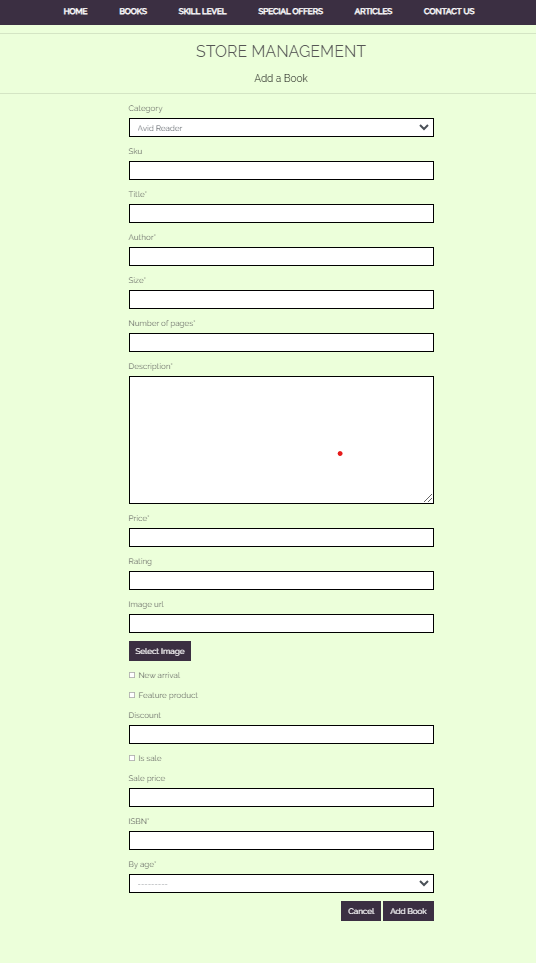 HOME BOOKS SKILL LEVEL SPECIAL OFFERS ARTICLES CONTACT US
STORE MANAGEMENT
Add a Book
Category
Avid Reader
Sku
Title*
Author*
Size*
Number of pages*
Description*
Price*
Rating
Image url
Select Image
New arrival
Feature product
Discount
Is sale
Sale price
ISBN*
By age*
---------
Cancel Add Book